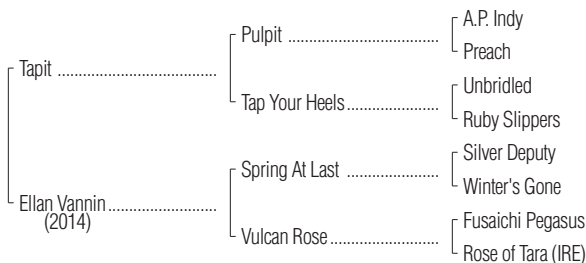 A.P. Indy
Pulpit ........................................
Preach
Tapit ..........................................
Unbridled
Tap Your Heels.............................
Ruby Slippers
Silver Deputy
Spring At Last ........................
Winter's Gone
Ellan Vannin.............................
(2014)
Fusaichi Pegasus
Vulcan Rose.............................
Rose of Tara (IRE)